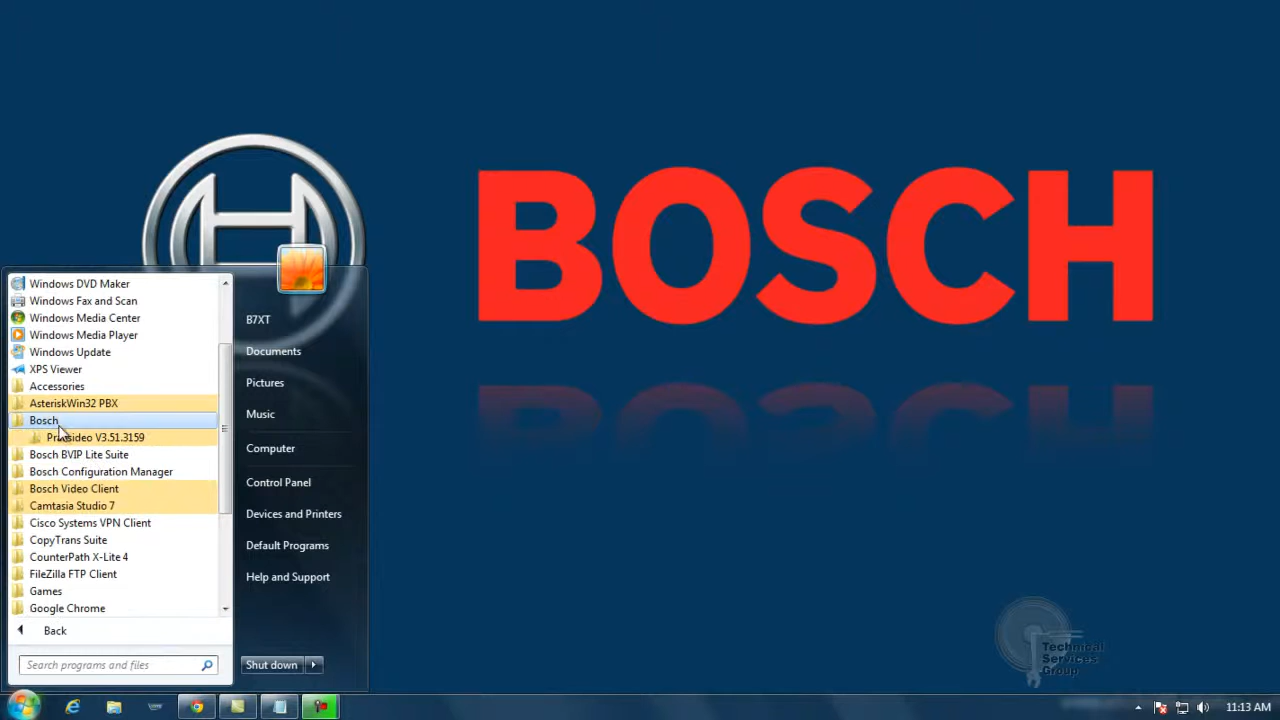 BOSCH
Windows DVD Maker
Windows Fax and Scan
Windows Media Center
Windows Media Player
Windows Update
XPS Viewer
Accessories
AsteriskWin32 PBX
Bosch
Praesideo V3.51.3159
Bosch BVIP Lite Suite
Bosch Configuration Manager
Bosch Video Client
Camtasia Studio 7
Cisco Systems VPN Client
CopyTrans Suite
CounterPath X-Lite 4
FileZilla FTP Client
Games
Google Chrome
Back
Search programs and files
B7XT
Documents
Pictures
Music
Computer
Control Panel
Devices and Printers
Default Programs
Help and Support
Shut down
Technical
Services
Group
11:13 AM